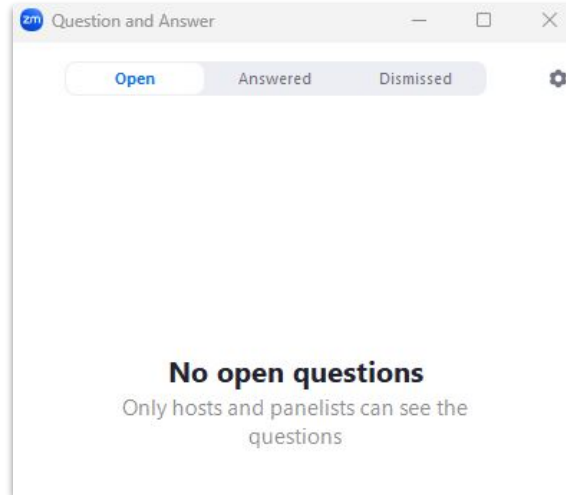 zm Question and Answer
Open Answered Dismissed
No open questions
Only hosts and panelists can see the
questions